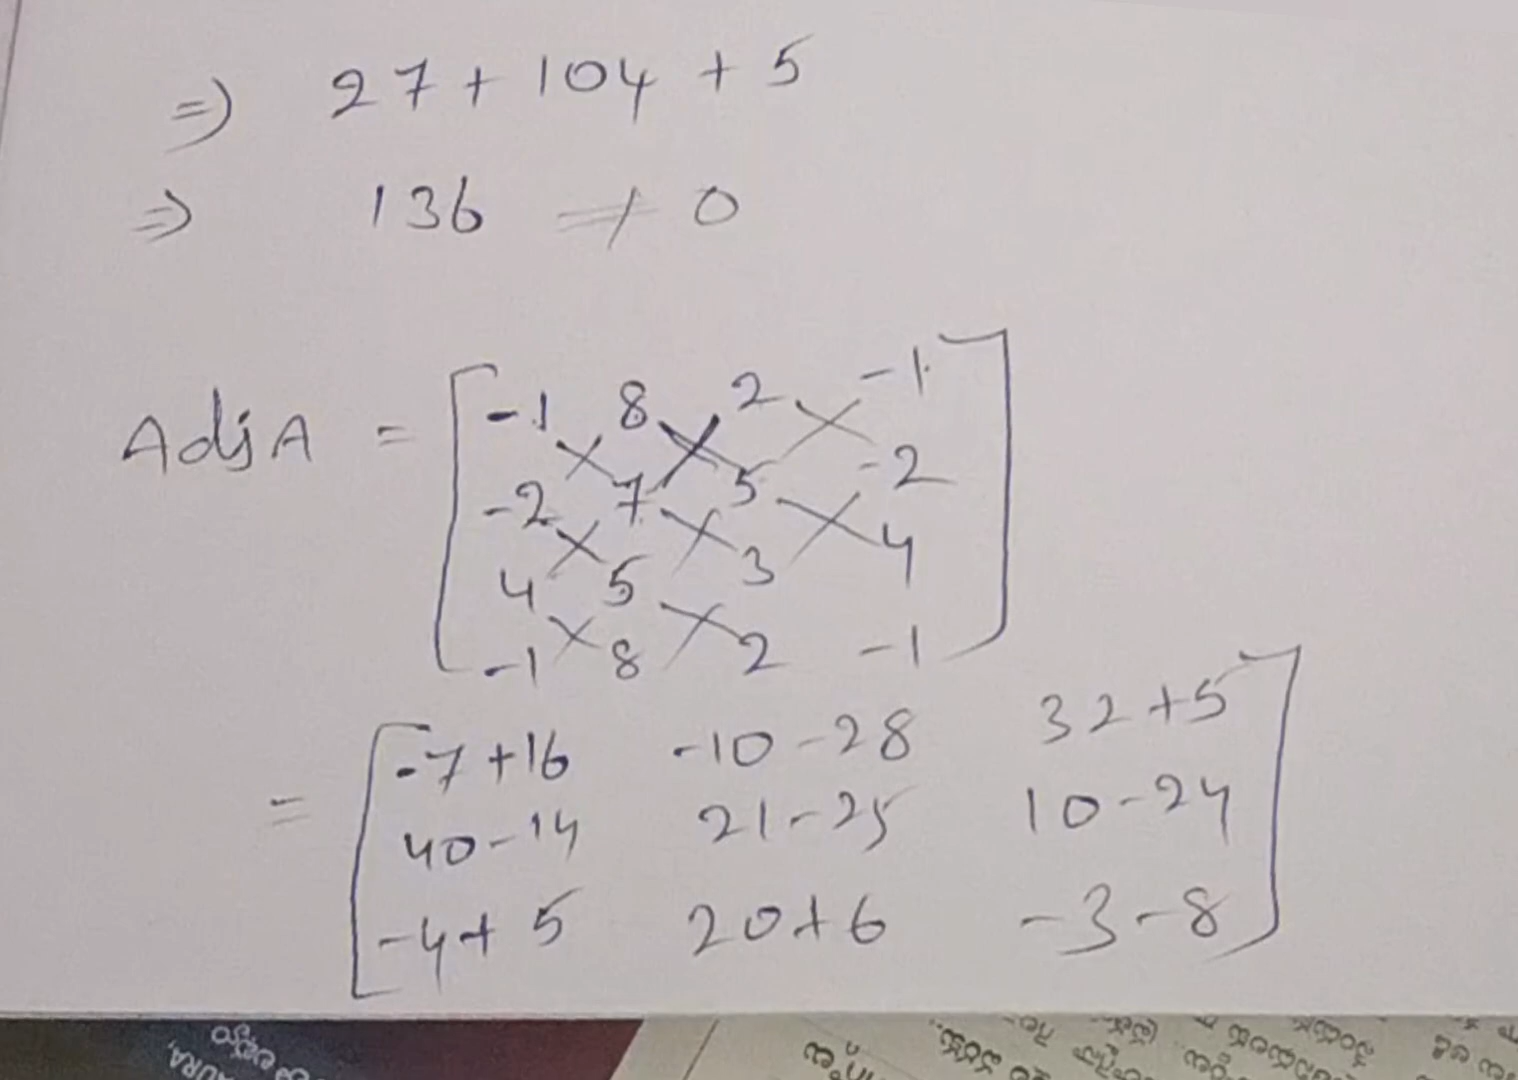 ⇒ 27 + 104 + 5
⇒ 136 ≠ 0
Adj A = [ -1 8 2 -1
-2 7 5 -2
4 5 3 4
-1 8 2 -1 ]
= [ -7+16 -10-28 32+5
40-14 21-25 10-24
-4+5 20+6 -3-8 ]